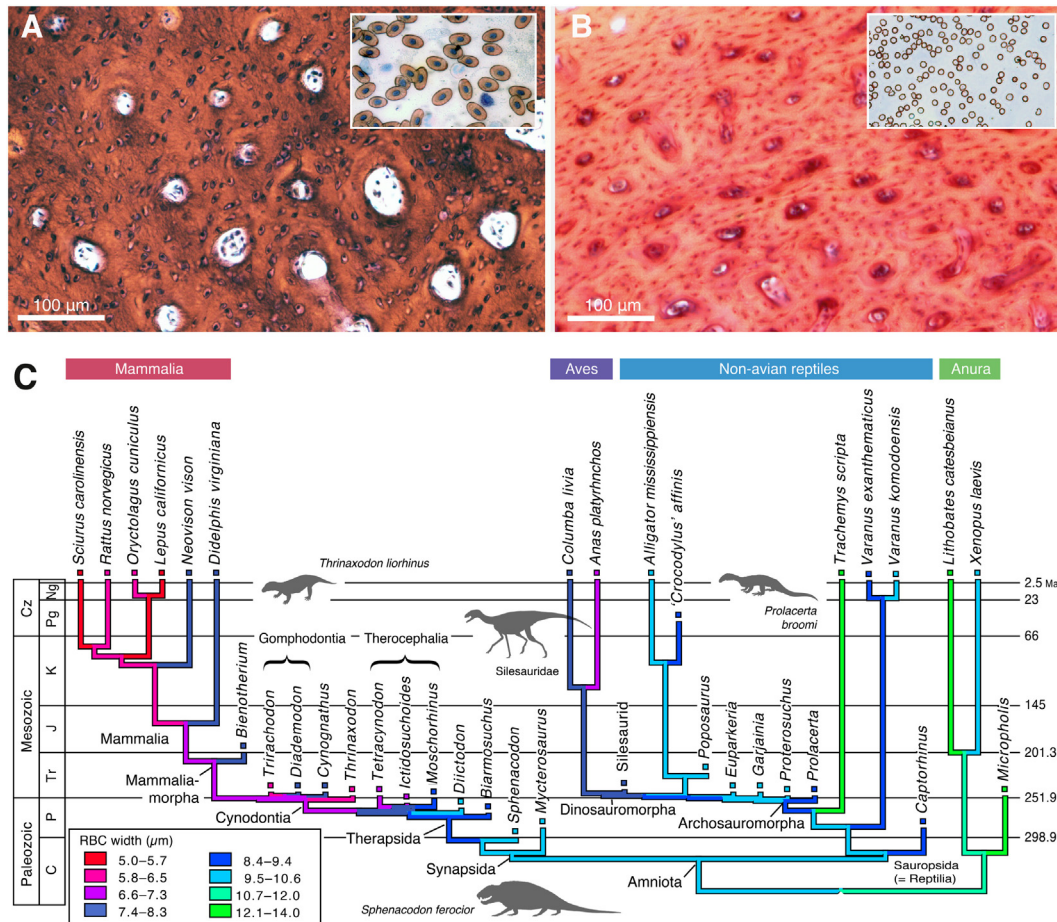 A
100 µm
B
100 µm
C
Mammalia
Aves
Non-avian reptiles
Anura
Sciurus carolinensis
Rattus norvegicus
Oryctolagus cuniculus
Lepus californicus
Neovison vison
Didelphis virginiana
Columba livia
Anas platyrhnchos
Alligator mississippiensis
'Crocodylus' affinis
Trachemys scripta
Varanus exanthematicus
Varanus komodoensis
Lithobates catesbeianus
Xenopus laevis
Cz
Ng
Pg
Mesozoic
K
J
Tr
Paleozoic
P
C
2.5 Ma
23
66
145
201.3
251.9
298.9
Thrinaxodon liorhinus
Gomphodontia
Therocephalia
Silesauridae
Prolacerta
broomi
Bienotherium
Tritrachodon
Diademodon
Cynognathus
Thrinaxodon
Tetracynodon
Ictidosuchoides
Moschorhinus
Diictodon
Biarmosuchus
Sphenacodon
Mycterosaurus
Silesaurid
Poposaurus
Euparkeria
Garjainia
Proterosuchus
Prolacerta
Captorhinus
Micropholis
Mammalia
Mammalia-
morpha
Cynodontia
Therapsida
Synapsida
Dinosauromorpha
Archosauromorpha
Amniota
Sauropsida
(= Reptilia)
Sphenacodon ferocior
RBC width (µm)
5.0–5.7
5.8–6.5
6.6–7.3
7.4–8.3
8.4–9.4
9.5–10.6
10.7–12.0
12.1–14.0